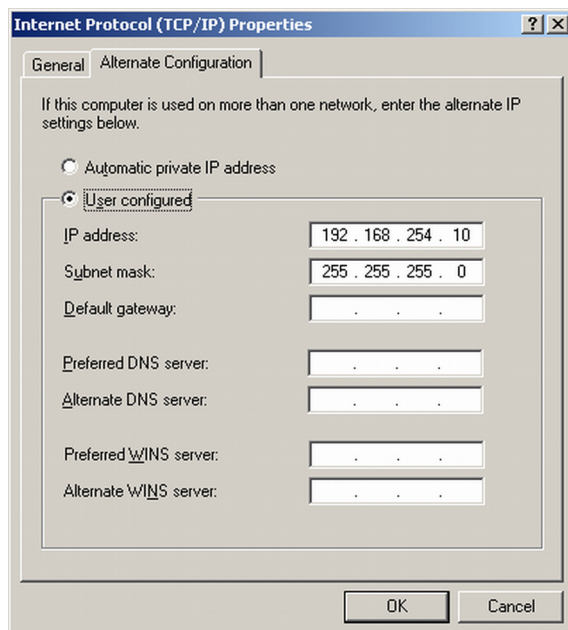 Internet Protocol (TCP/IP) Properties
General
Alternate Configuration
If this computer is used on more than one network, enter the alternate IP
settings below.
Automatic private IP address
User configured
IP address: 192 . 168 . 254 . 10
Subnet mask: 255 . 255 . 255 . 0
Default gateway: . . .
Preferred DNS server: . . .
Alternate DNS server: . . .
Preferred WINS server: . . .
Alternate WINS server: . . .
OK
Cancel